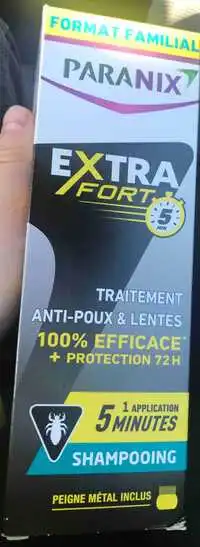 FORMAT FAMILIAL
PARANIX
EXTRA
FORT
5
MIN
TRAITEMENT
ANTI-POUX & LENTES
100% EFFICACE*
+ PROTECTION 72H
1 APPLICATION
5 MINUTES
SHAMPOOING
PEIGNE MÉTAL INCLUS